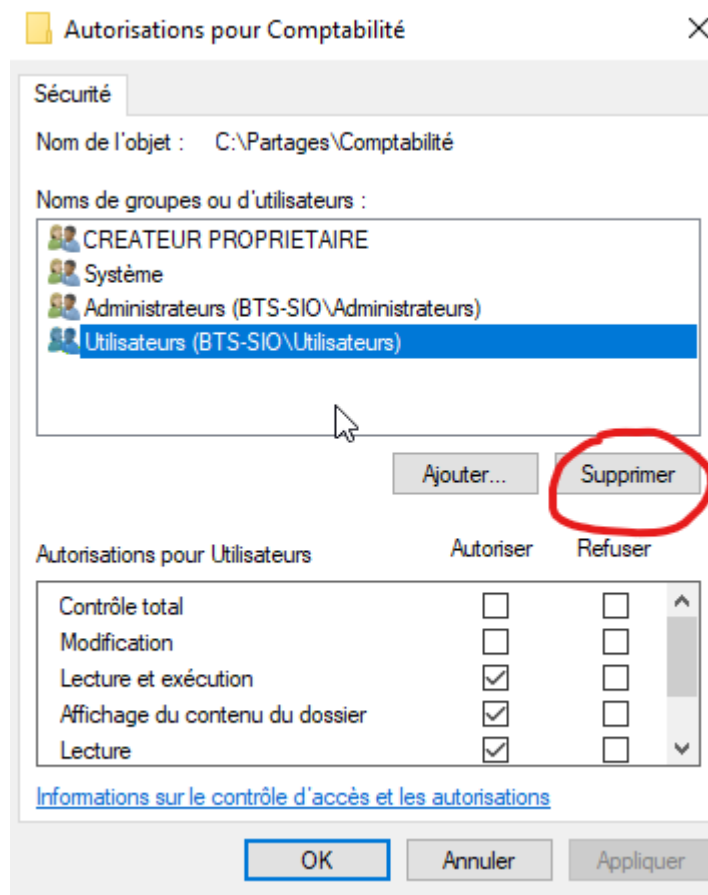 Autorisations pour Comptabilité
Sécurité
Nom de l'objet : C:\Partages\Comptabilité
Noms de groupes ou d'utilisateurs :
CREATEUR PROPRIETAIRE
Système
Administrateurs (BTS-SIO\Administrateurs)
Utilisateurs (BTS-SIO\Utilisateurs)
Ajouter... Supprimer
Autorisations pour Utilisateurs Autoriser Refuser
Contrôle total
Modification
Lecture et exécution
Affichage du contenu du dossier
Lecture
Informations sur le contrôle d'accès et les autorisations
OK Annuler Appliquer